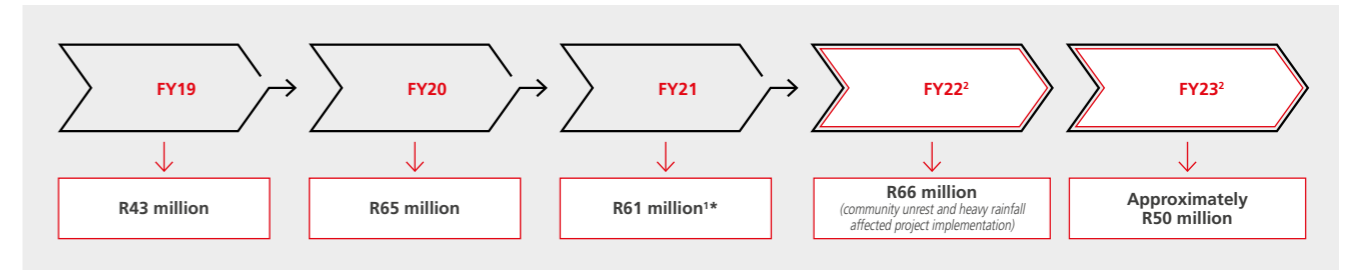 FY19
FY20
FY21
FY22²
FY23²
R43 million
R65 million
R61 million¹*
R66 million
(community unrest and heavy rainfall
affected project implementation)
Approximately
R50 million